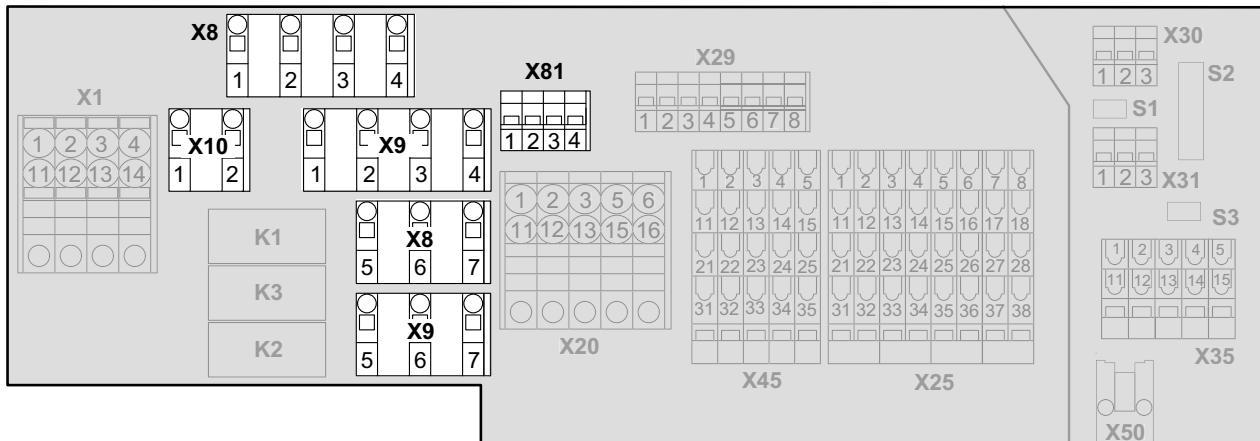 X8
1 2 3 4
X1
1 2 3 4
11 12 13 14
X10
1 2
X9
1 2 3 4
X81
1 2 3 4
X29
1 2 3 4 5 6 7 8
K1
K3
K2
X8
5 6 7
X9
5 6 7
1 2 3 5 6
11 12 13 15 16
X20
1 2 3 4 5
11 12 13 14 15
21 22 23 24 25
31 32 33 34 35
X45
1 2 3 4 5 6 7 8
11 12 13 14 15 16 17 18
21 22 23 24 25 26 27 28
31 32 33 34 35 36 37 38
X25
X30
1 2 3
S2
S1
1 2 3
X31
S3
1 2 3 4 5
11 12 13 14 15
X35
X50